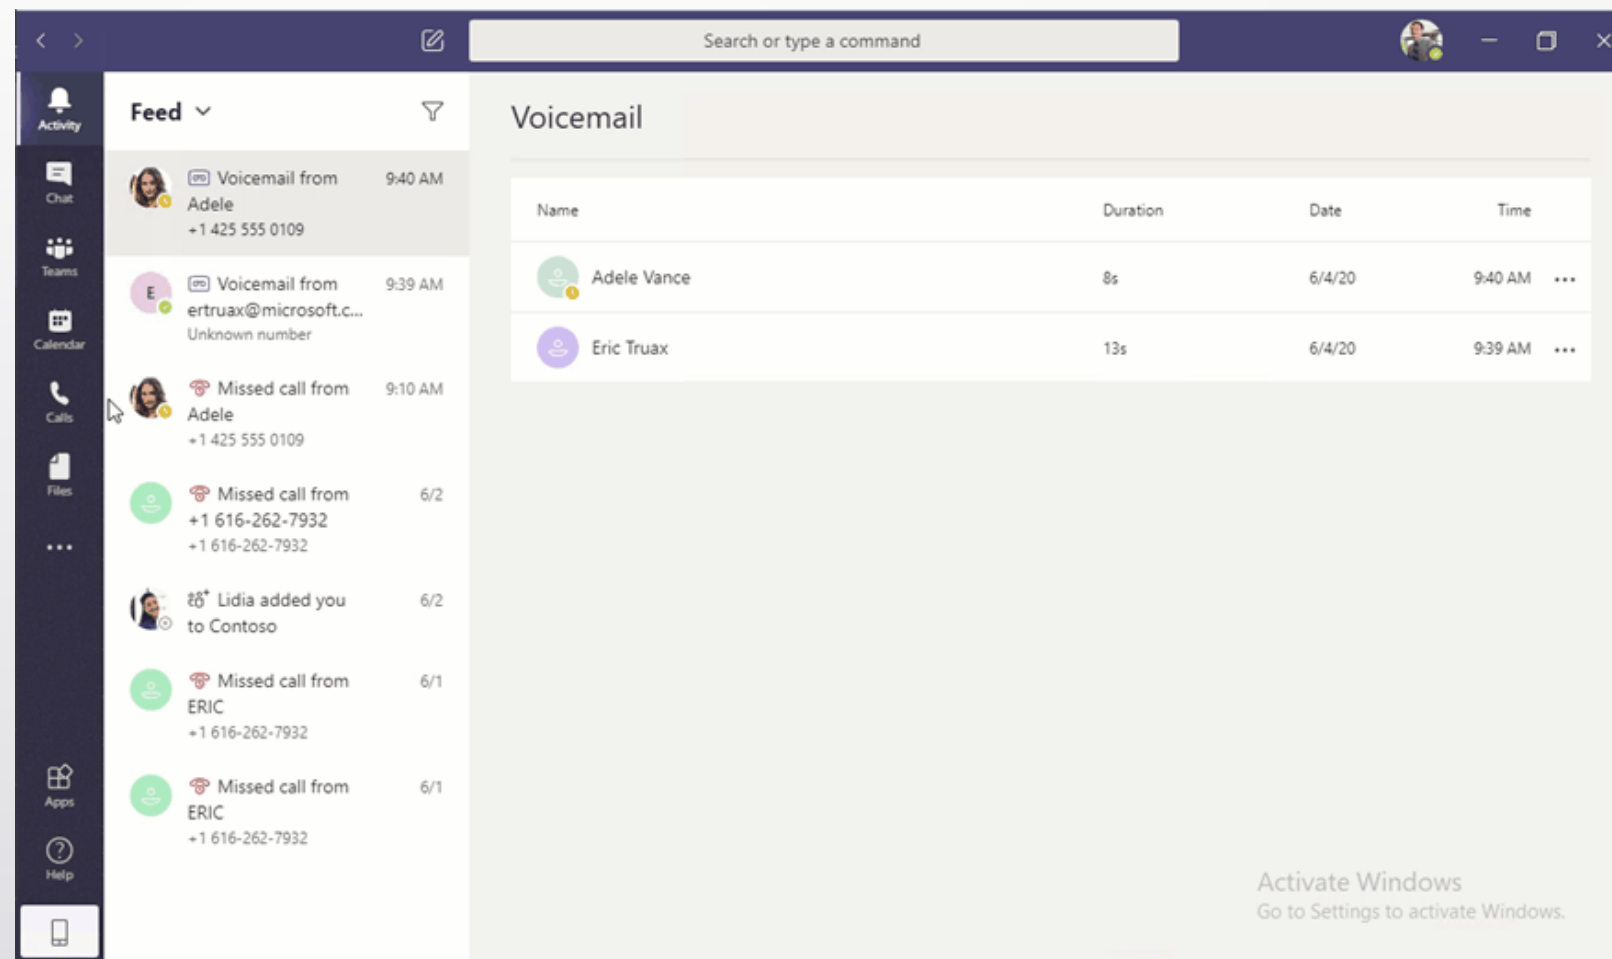 Search or type a command
Activity
Chat
Teams
Calendar
Calls
Files
Apps
Help
Feed
Voicemail from 9:40 AM
Adele
+1 425 555 0109
E
Voicemail from 9:39 AM
ertruax@microsoft.c...
Unknown number
Missed call from 9:10 AM
Adele
+1 425 555 0109
Missed call from 6/2
+1 616-262-7932
+1 616-262-7932
Lidia added you 6/2
to Contoso
Missed call from 6/1
ERIC
+1 616-262-7932
Missed call from 6/1
ERIC
+1 616-262-7932
Voicemail
Name Duration Date Time
Adele Vance 8s 6/4/20 9:40 AM
Eric Truax 13s 6/4/20 9:39 AM
Activate Windows
Go to Settings to activate Windows.